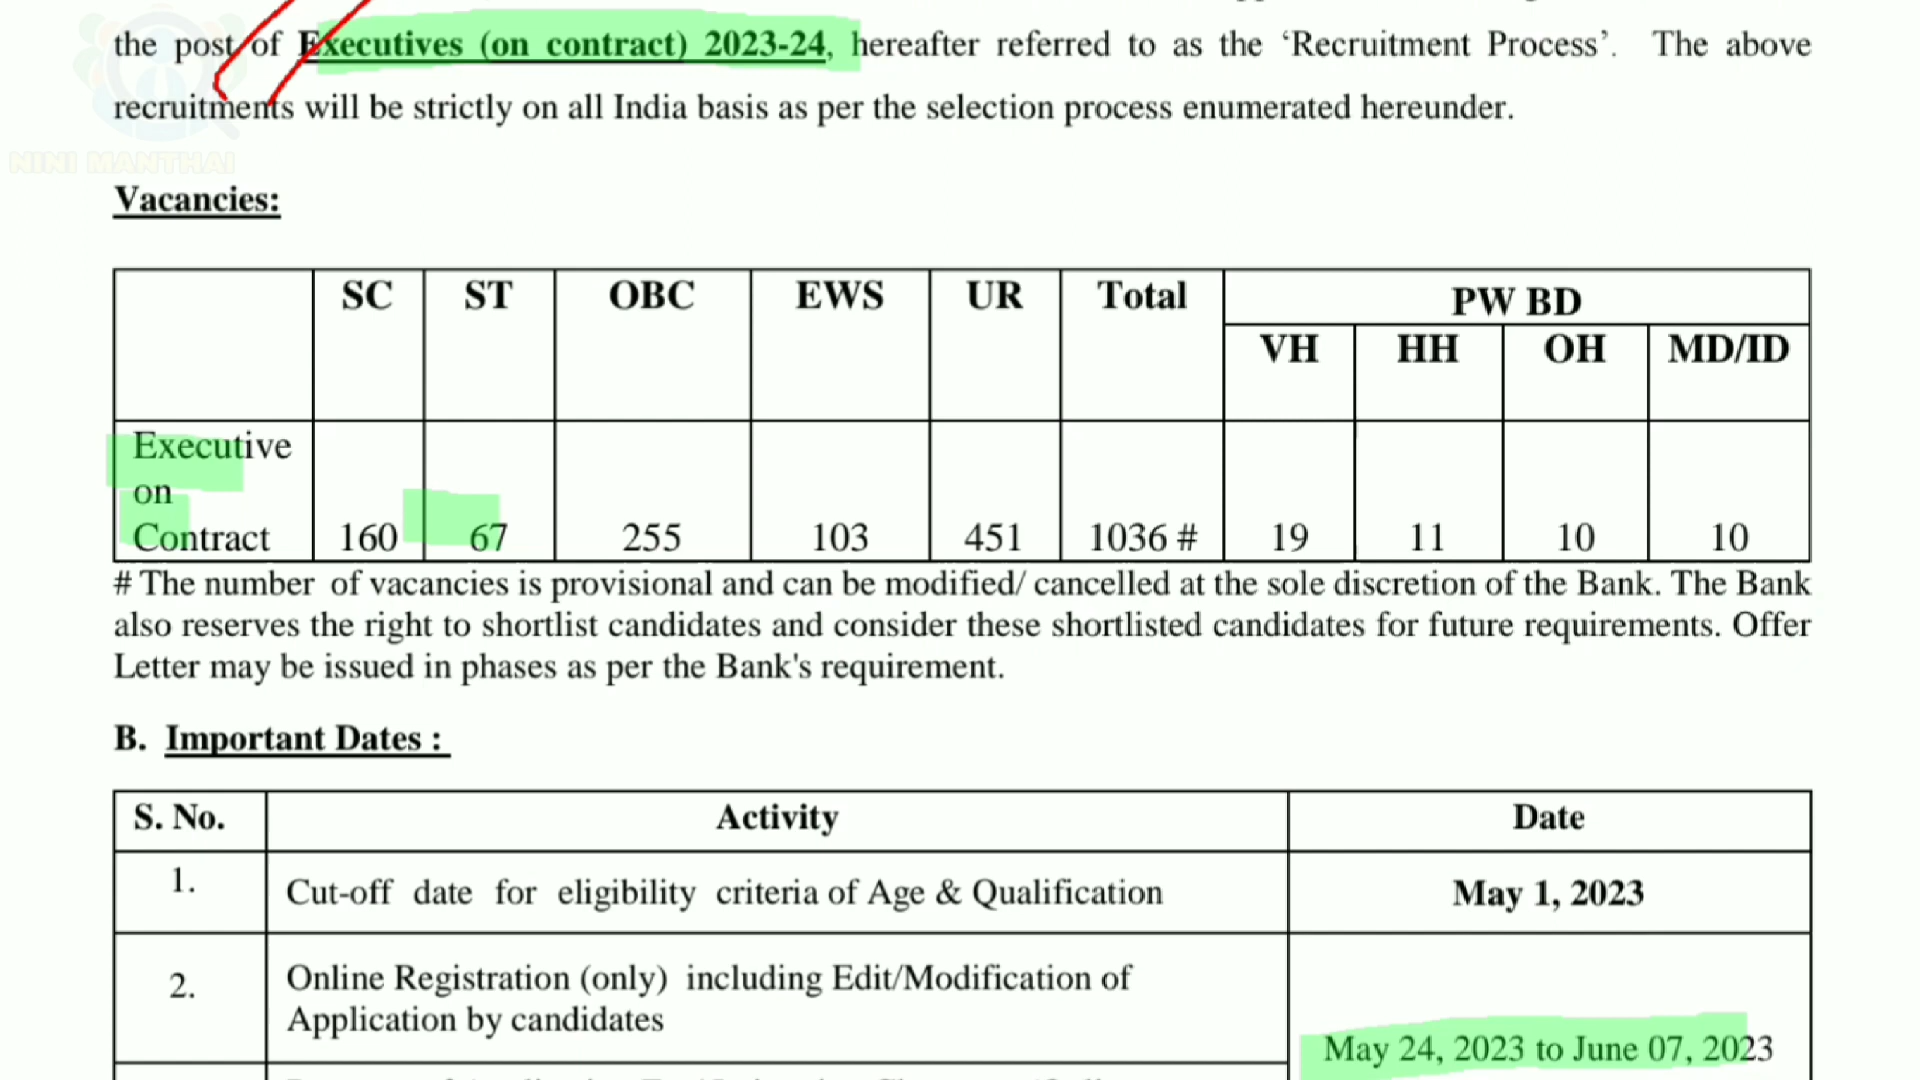 the post of Executives (on contract) 2023-24, hereafter referred to as the ‘Recruitment Process’. The above
recruitments will be strictly on all India basis as per the selection process enumerated hereunder.
NINI MANTHAI
Vacancies:
SC ST OBC EWS UR Total PW BD
VH HH OH MD/ID
Executive
on
Contract 160 67 255 103 451 1036 # 19 11 10 10
# The number of vacancies is provisional and can be modified/ cancelled at the sole discretion of the Bank. The Bank
also reserves the right to shortlist candidates and consider these shortlisted candidates for future requirements. Offer
Letter may be issued in phases as per the Bank's requirement.
B. Important Dates :
S. No. Activity Date
1. Cut-off date for eligibility criteria of Age & Qualification May 1, 2023
2. Online Registration (only) including Edit/Modification of
Application by candidates
May 24, 2023 to June 07, 2023